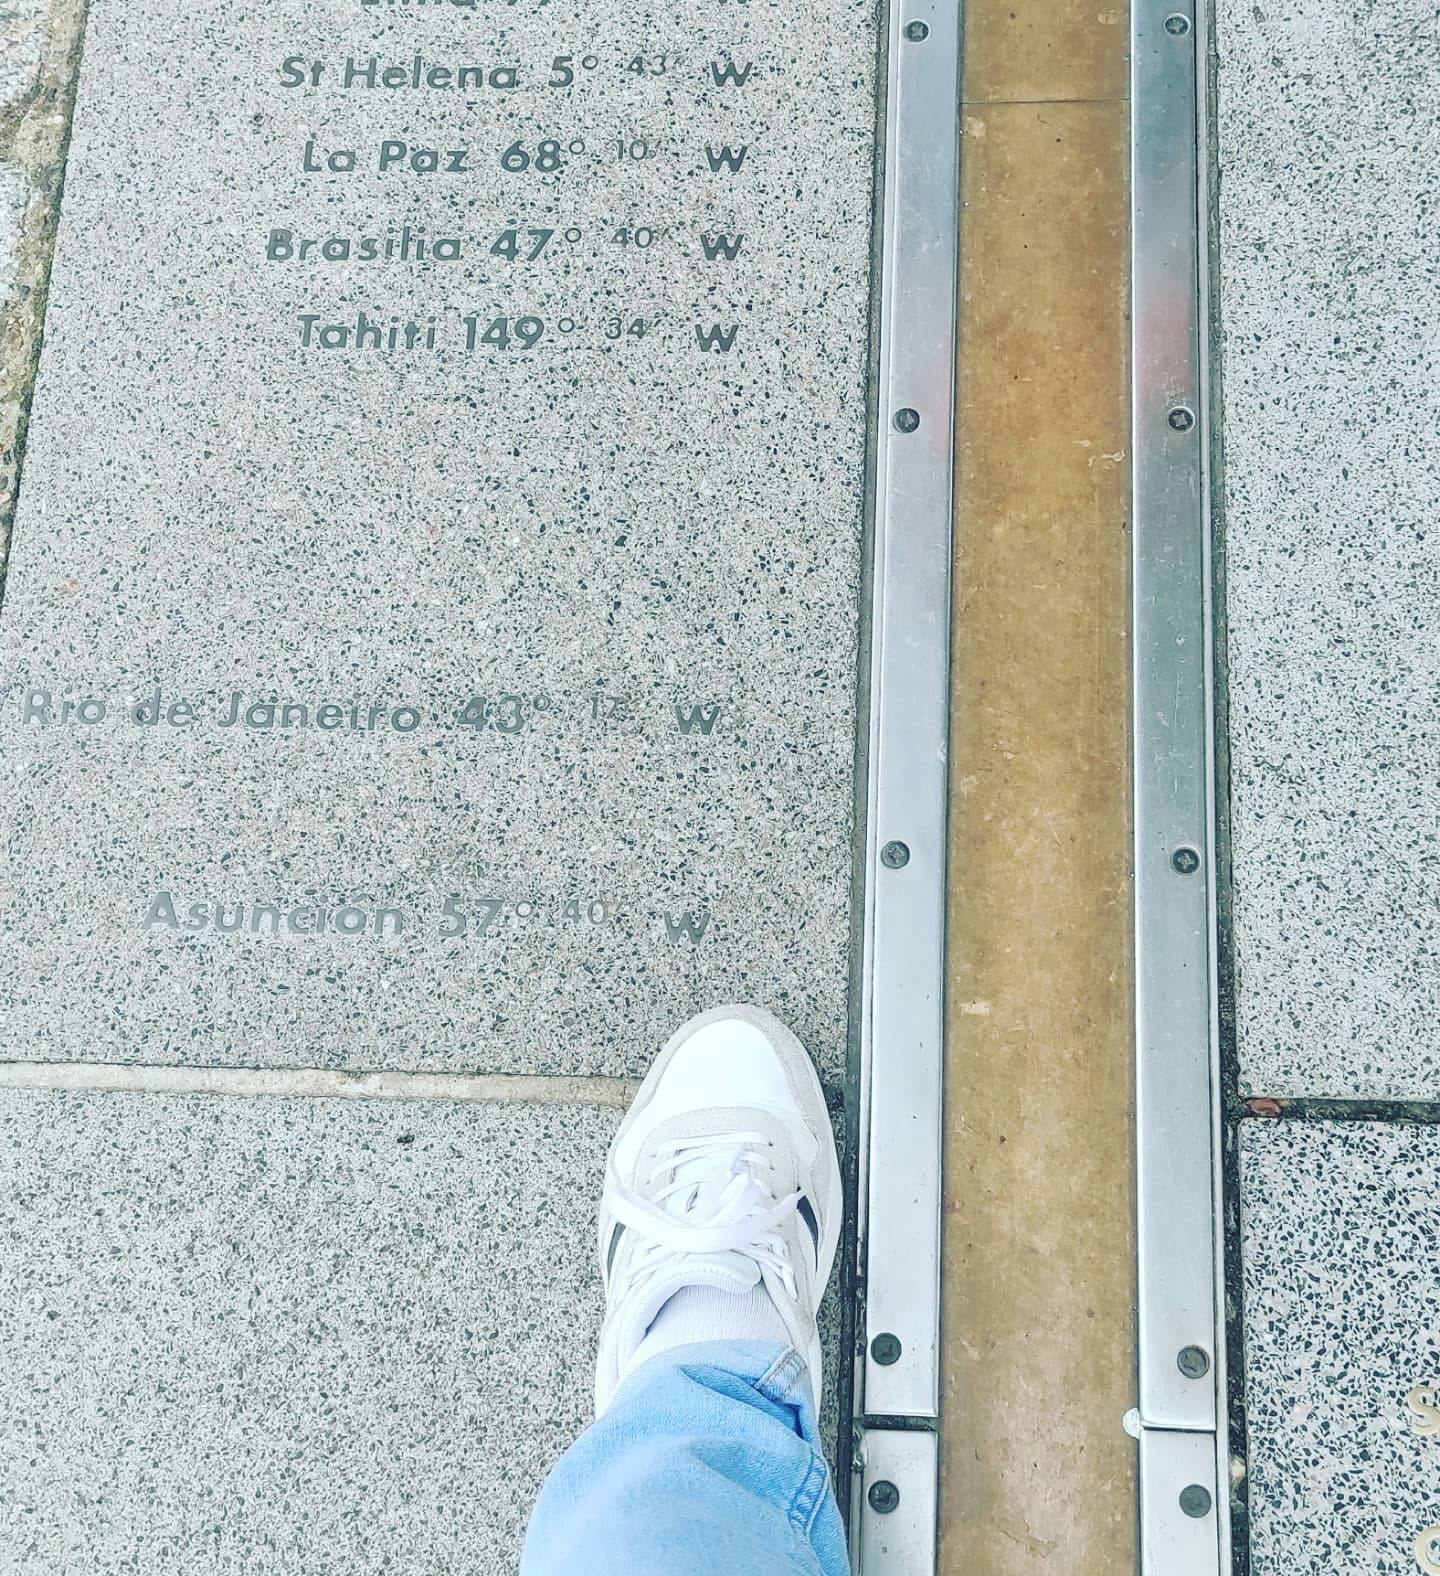 St Helena 5° 43′ W
La Paz 68° 10′ W
Brasilia 47° 40′ W
Tahiti 149° 34′ W
Rio de Janeiro 43° 17′ W
Asunción 57° 40′ W